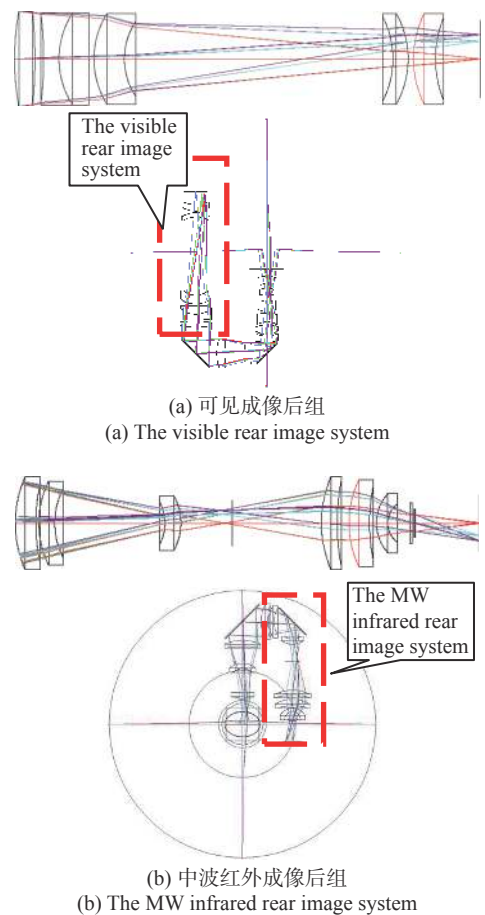 The visible
rear image
system
(a) 可见成像后组
(a) The visible rear image system
The MW
infrared rear
image system
(b) 中波红外成像后组
(b) The MW infrared rear image system